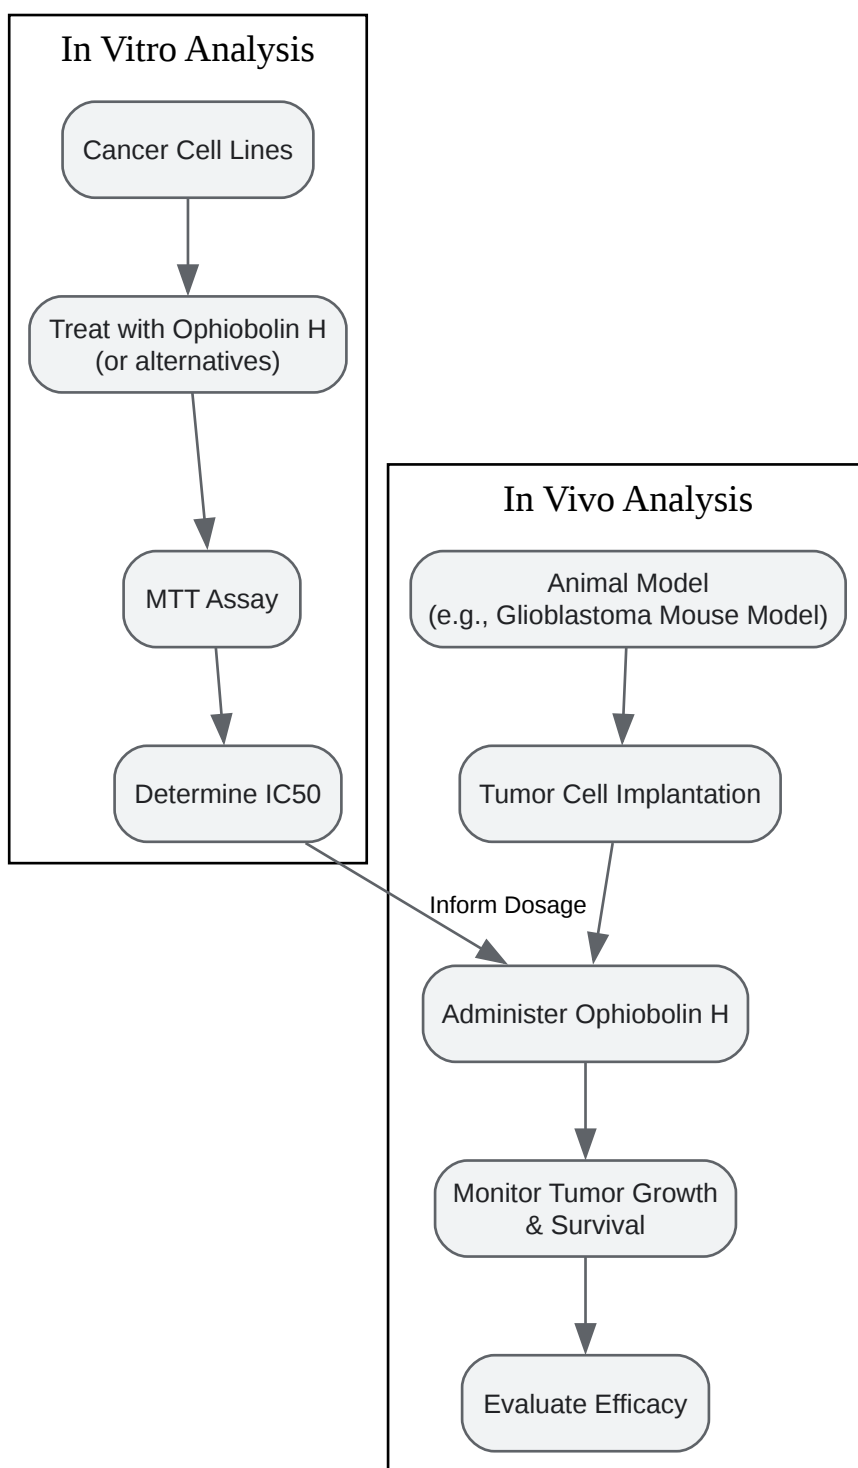 In Vitro Analysis
Cancer Cell Lines
Treat with Ophiobolin H
(or alternatives)
MTT Assay
Determine IC50
In Vivo Analysis
Animal Model
(e.g., Glioblastoma Mouse Model)
Tumor Cell Implantation
Inform Dosage
Administer Ophiobolin H
Monitor Tumor Growth
& Survival
Evaluate Efficacy